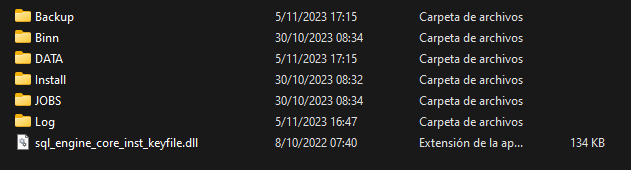 Backup 5/11/2023 17:15 Carpeta de archivos
Binn 30/10/2023 08:34 Carpeta de archivos
DATA 5/11/2023 17:15 Carpeta de archivos
Install 30/10/2023 08:32 Carpeta de archivos
JOBS 30/10/2023 08:34 Carpeta de archivos
Log 5/11/2023 16:47 Carpeta de archivos
sql_engine_core_inst_keyfile.dll 8/10/2022 07:40 Extensión de la ap... 134 KB